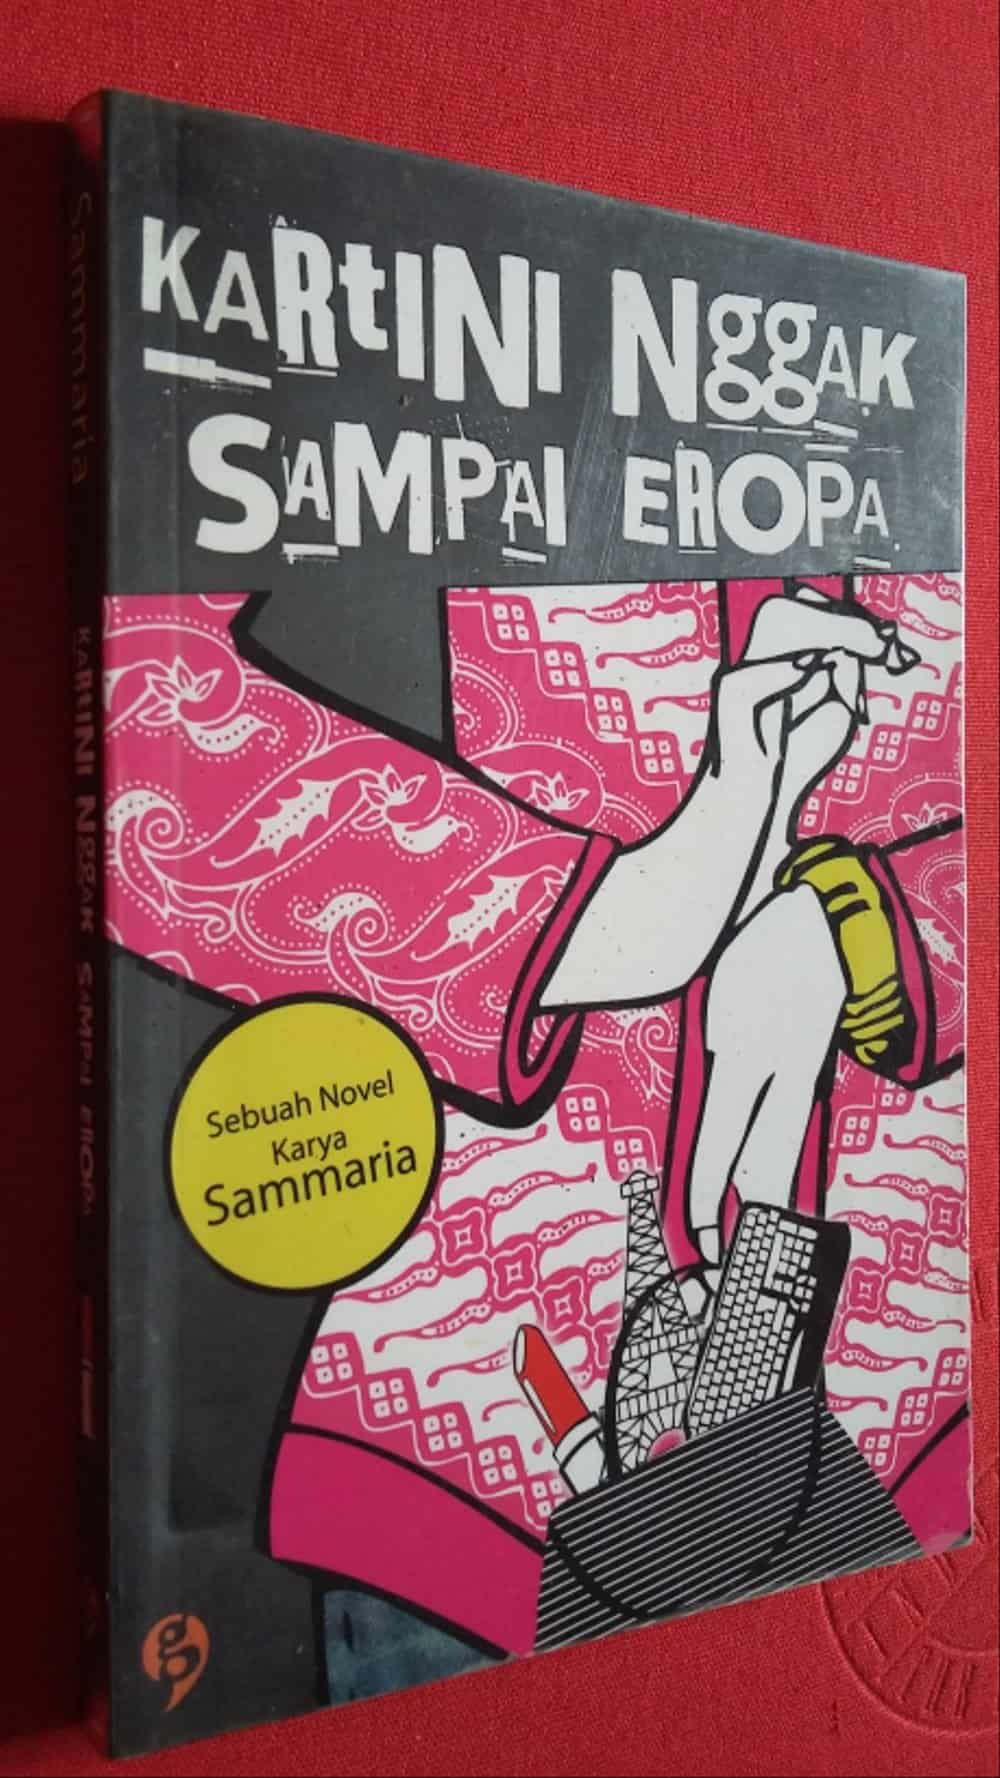 KARtINI NggAK
SAMPAI EROPA
Sebuah Novel
Karya
Sammaria
Sammaria
KARtINI NggAK SAMPAI EROPA